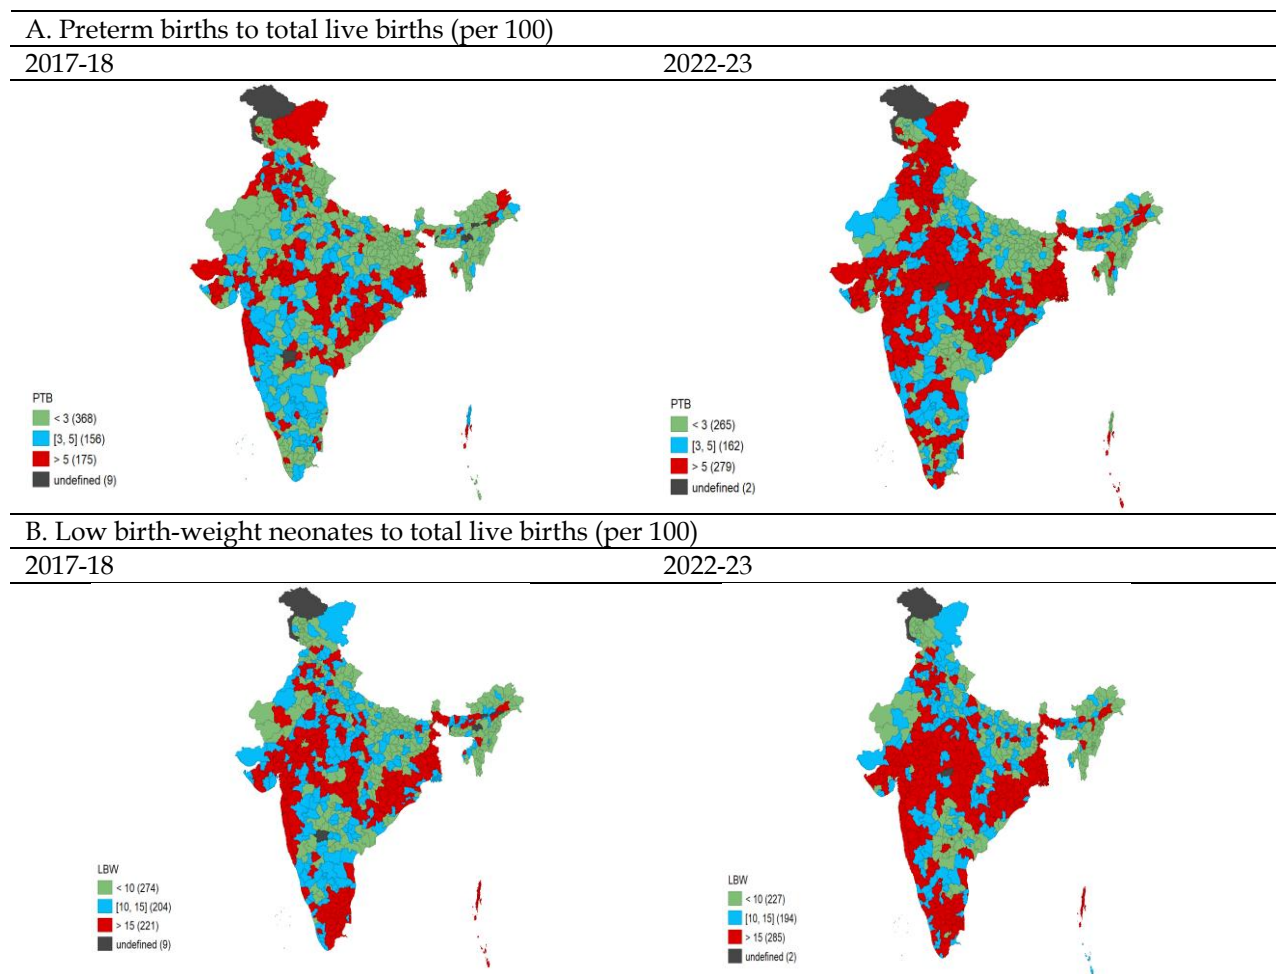 A. Preterm births to total live births (per 100)
2017-18 2022-23
PTB
< 3 (368)
[3, 5] (156)
> 5 (175)
undefined (9)
PTB
< 3 (265)
[3, 5] (162)
> 5 (279)
undefined (2)
B. Low birth-weight neonates to total live births (per 100)
2017-18 2022-23
LBW
< 10 (274)
[10, 15] (204)
> 15 (221)
undefined (9)
LBW
< 10 (227)
[10, 15] (194)
> 15 (285)
undefined (2)